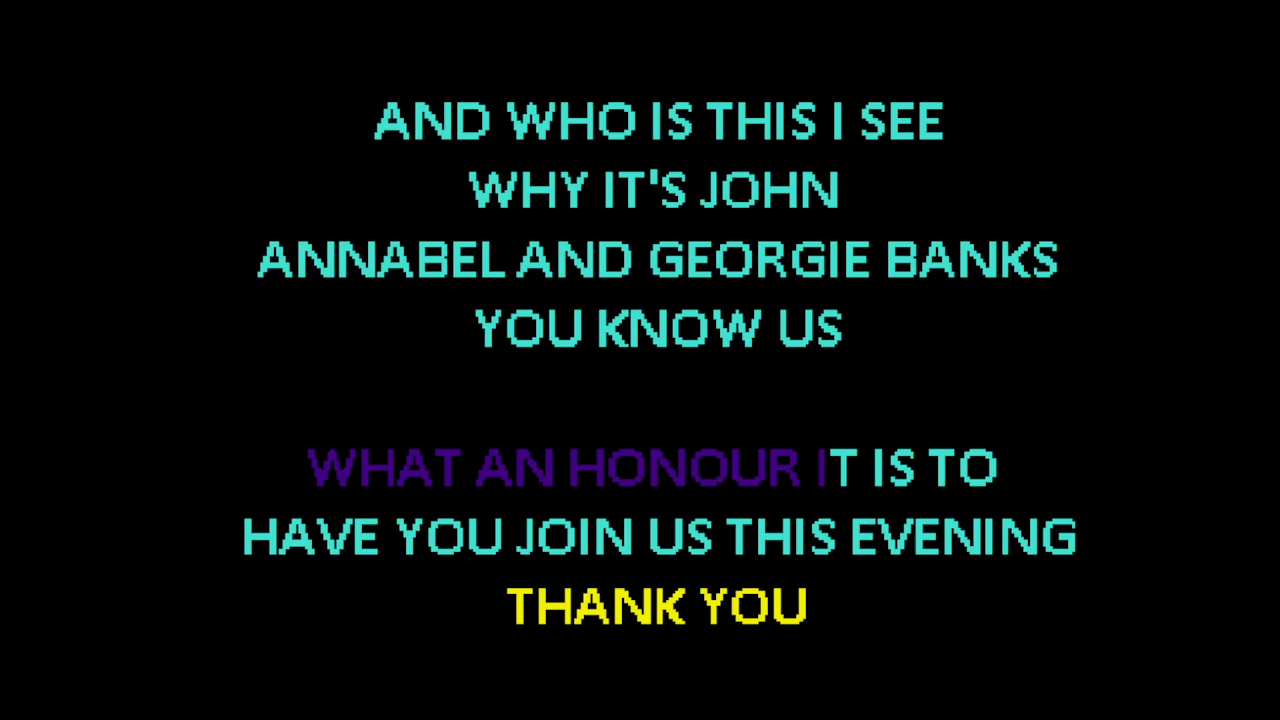 AND WHO IS THIS I SEE
WHY IT'S JOHN
ANNABEL AND GEORGIE BANKS
YOU KNOW US
WHAT AN HONOUR IT IS TO
HAVE YOU JOIN US THIS EVENING
THANK YOU